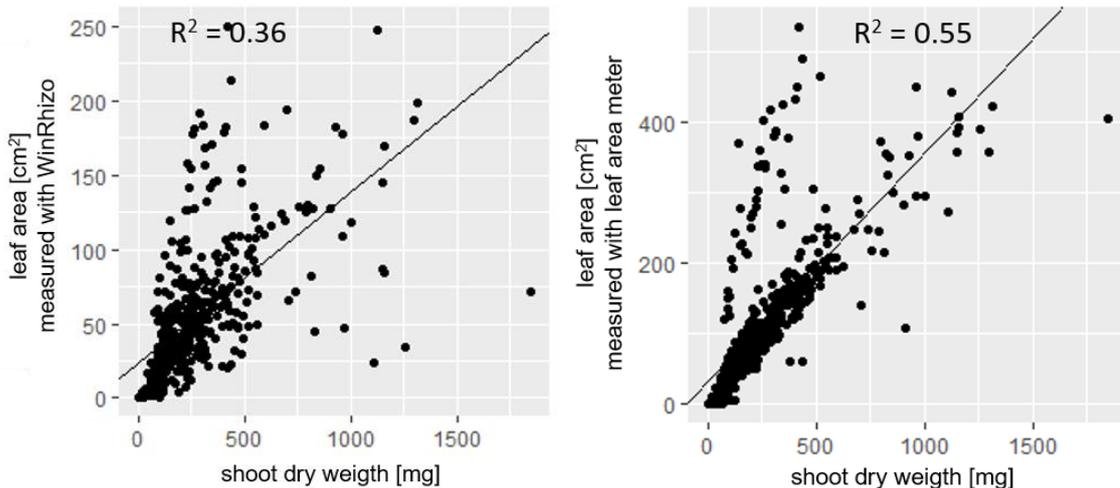 R² = 0.36
leaf area [cm²]
measured with WinRhizo
250
200
150
100
50
0
0 500 1000 1500
shoot dry weigth [mg]
R² = 0.55
leaf area [cm²]
measured with leaf area meter
400
200
0
0 500 1000 1500
shoot dry weigth [mg]